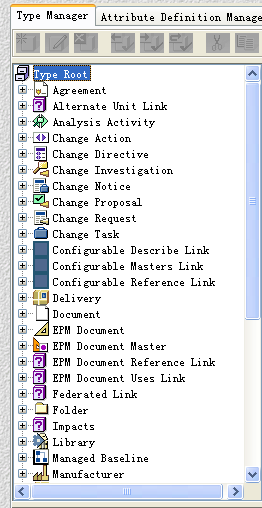 Type Manager Attribute Definition Manage
Type Root
Agreement
Alternate Unit Link
Analysis Activity
Change Action
Change Directive
Change Investigation
Change Notice
Change Proposal
Change Request
Change Task
Configurable Describe Link
Configurable Masters Link
Configurable Reference Link
Delivery
Document
EPM Document
EPM Document Master
EPM Document Reference Link
EPM Document Uses Link
Federated Link
Folder
Impacts
Library
Managed Baseline
Manufacturer